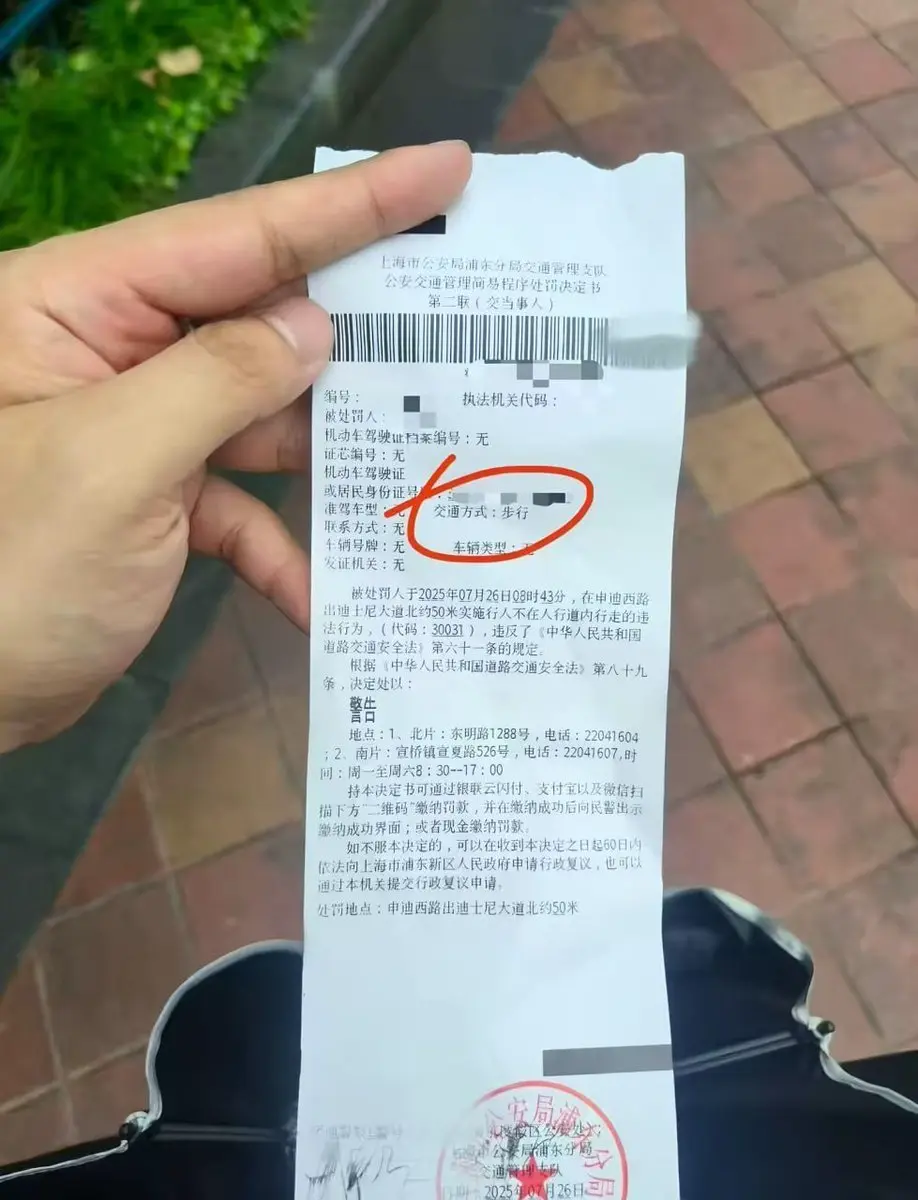 上海市公安局浦东分局交通管理支队
公安交通管理简易程序处罚决定书
第二联（交当事人）
编号：
执法机关代码：
被处罚人：
机动车驾驶证档案编号：无
证芯编号：无
机动车驾驶证
或居民身份证号
准驾车型：无 交通方式：步行
联系方式：无
车辆号牌：无 车辆类型：无
发证机关：无
被处罚人于2025年07月26日08时43分，在申迪西路
出迪士尼大道北约50米实施行人不在人行道内行走的违
法行为，（代码：30031），违反了《中华人民共和国
道路交通安全法》第六十一条的规定。
根据《中华人民共和国道路交通安全法》第八十九
条，决定处以：
警告
地点：1、北片：东明路1288号，电话：22041604
；2、南片：宣桥镇宣夏路526号，电话：22041607,时
间：周一至周六8：30--17：00
持本决定书可通过银联云闪付、支付宝以及微信扫
描下方"二维码"缴纳罚款，并在缴纳成功后向民警出示
缴纳成功界面；或者现金缴纳罚款。
如不服本决定的，可以在收到本决定之日起60日内
依法向上海市浦东新区人民政府申请行政复议，也可以
通过本机关提交行政复议申请。
处罚地点：申迪西路出迪士尼大道北约50米
公安局浦东分局
度假区公安处
市公安局浦东分局
交通管理支队
2025年07月26日